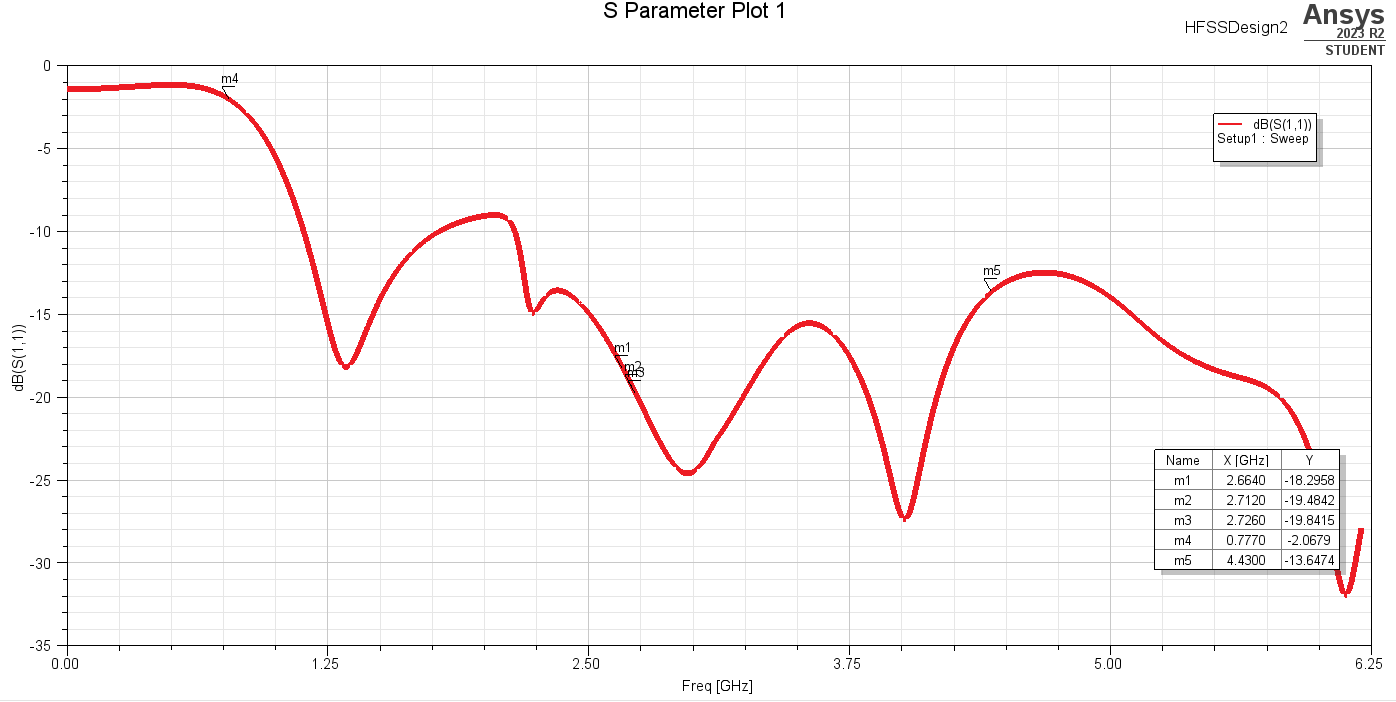 S Parameter Plot 1
HFSSDesign2
Ansys
2023 R2
STUDENT
0
-5
-10
-15
-20
-25
-30
-35
dB(S(1,1))
m4
m1
m2
m3
m5
dB(S(1,1))
Setup1 : Sweep
Name X [GHz] Y
m1 2.6640 -18.2958
m2 2.7120 -19.4842
m3 2.7260 -19.8415
m4 0.7770 -2.0679
m5 4.4300 -13.6474
0.00 1.25 2.50 3.75 5.00 6.25
Freq [GHz]